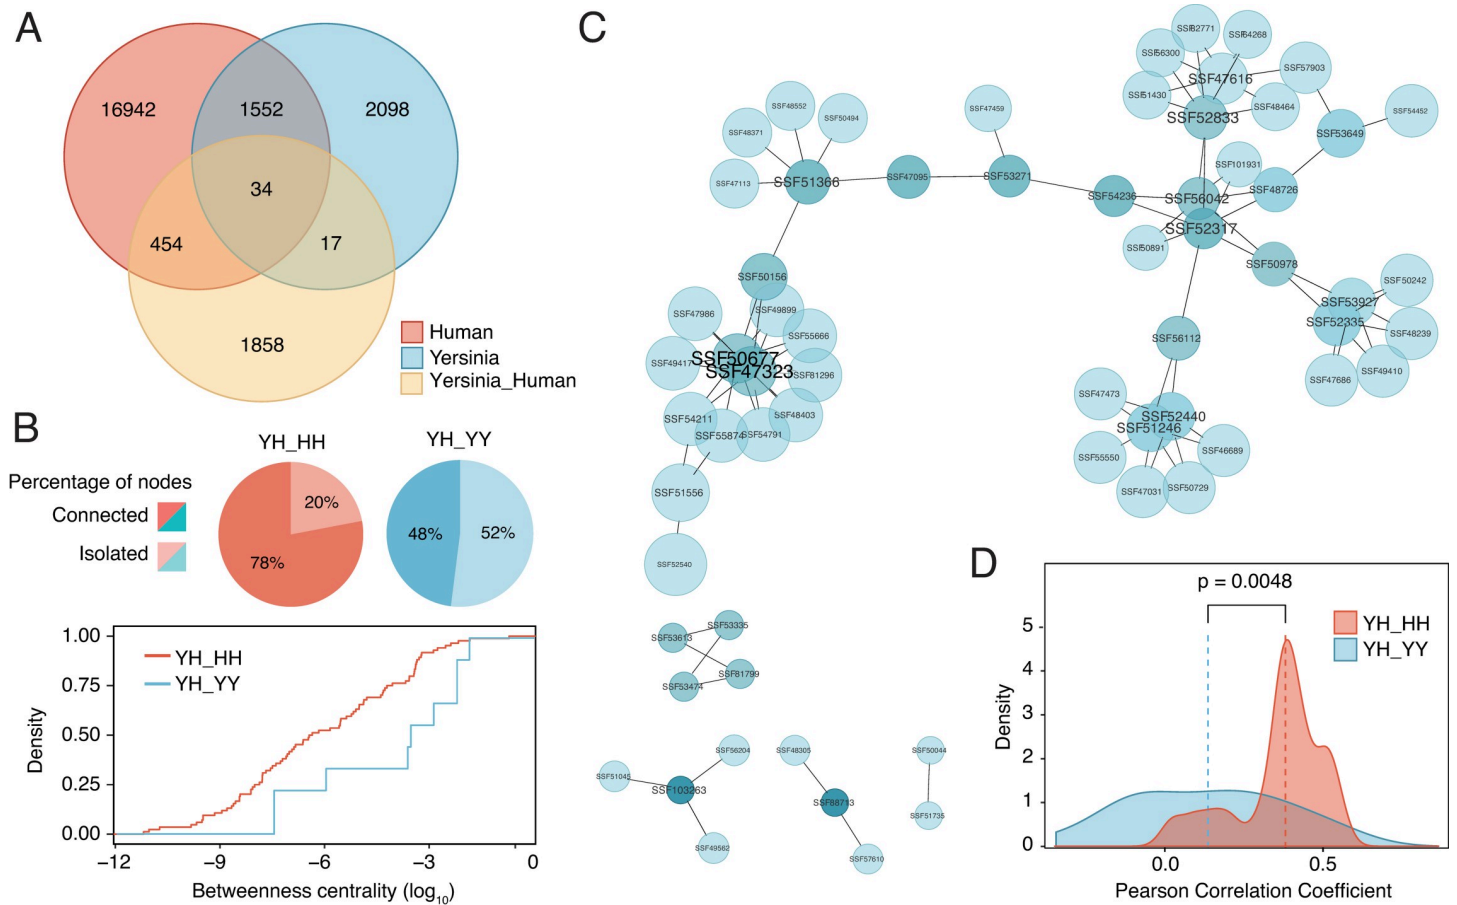 A
16942
1552
2098
34
454
17
1858
Human
Yersinia
Yersinia_Human
B
YH_HH
YH_YY
Percentage of nodes
Connected
Isolated
20%
78%
48%
52%
1.00
0.75
0.50
0.25
0.00
YH_HH
YH_YY
Density
−12
−9
−6
−3
0
Betweenness centrality (log10)
C
SSF82771
SSF64268
SSF56300
SSF47616
SSF57903
SSF51430
SSF48464
SSF52833
SSF54452
SSF53649
SSF48552
SSF50494
SSF48371
SSF47459
SSF47113
SSF51366
SSF47095
SSF53271
SSF54236
SSF101931
SSF56042
SSF48726
SSF52317
SSF50891
SSF50978
SSF50156
SSF50242
SSF53927
SSF52335
SSF48239
SSF49410
SSF47686
SSF47986
SSF49899
SSF55666
SSF50677
SSF49417
SSF47323
SSF81296
SSF54211
SSF48403
SSF55874
SSF54791
SSF51556
SSF52540
SSF56112
SSF47473
SSF52440
SSF51246
SSF46689
SSF55550
SSF47031
SSF50729
SSF53335
SSF53613
SSF81799
SSF53474
SSF56204
SSF51045
SSF103263
SSF49562
SSF48305
SSF88713
SSF57610
SSF50044
SSF51735
D
p = 0.0048
YH_HH
YH_YY
5
4
3
2
1
0
Density
0.0
0.5
Pearson Correlation Coefficient